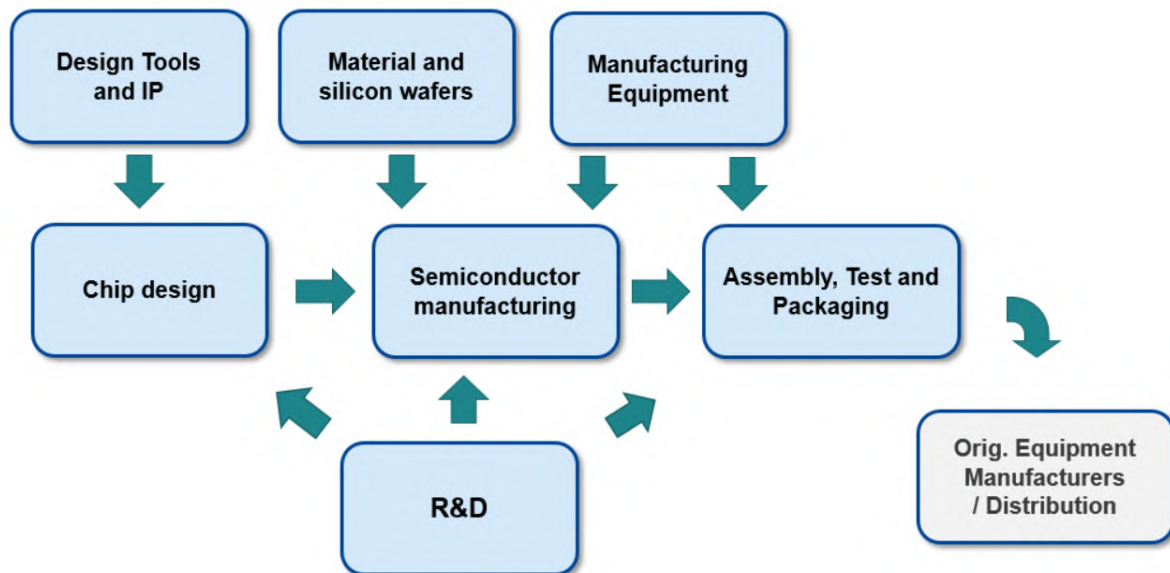 Design Tools
and IP
Material and
silicon wafers
Manufacturing
Equipment
Chip design
Semiconductor
manufacturing
Assembly, Test and
Packaging
R&D
Orig. Equipment
Manufacturers
/ Distribution